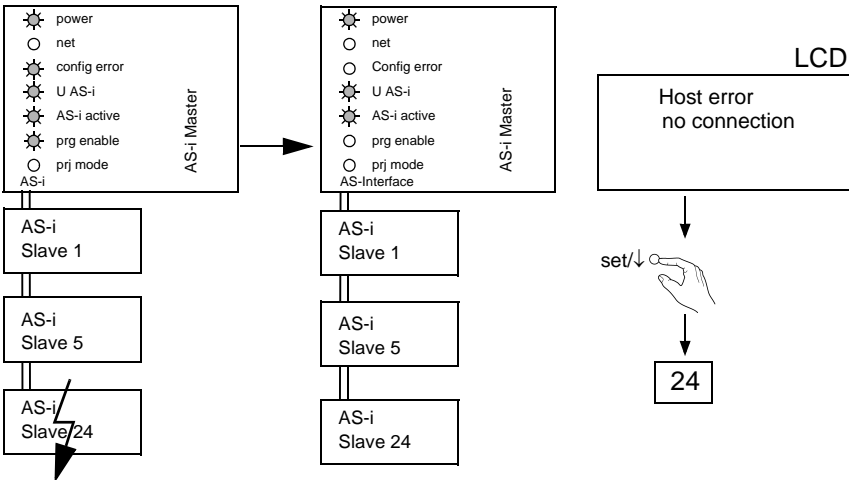 power
net
config error
U AS-i
AS-i active
prg enable
prj mode
AS-i
AS-i Master
AS-i
Slave 1
AS-i
Slave 5
AS-i
Slave 24
power
net
Config error
U AS-i
AS-i active
prg enable
prj mode
AS-Interface
AS-i Master
AS-i
Slave 1
AS-i
Slave 5
AS-i
Slave 24
LCD
Host error
no connection
set/↓
24